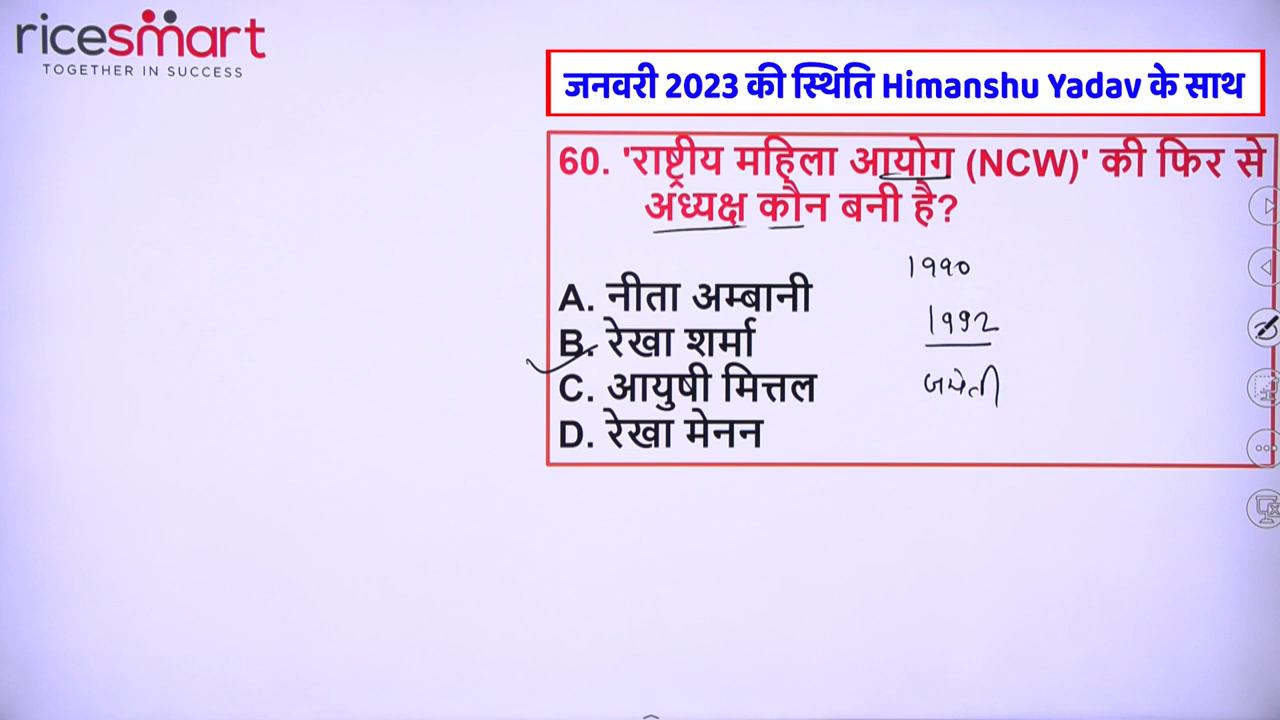 ricesmart
TOGETHER IN SUCCESS
जनवरी 2023 की स्थिति Himanshu Yadav के साथ
60. 'राष्ट्रीय महिला आयोग (NCW)' की फिर से
अध्यक्ष कौन बनी है?
A. नीता अम्बानी
B. रेखा शर्मा
C. आयुषी मित्तल
D. रेखा मेनन
1990
1992